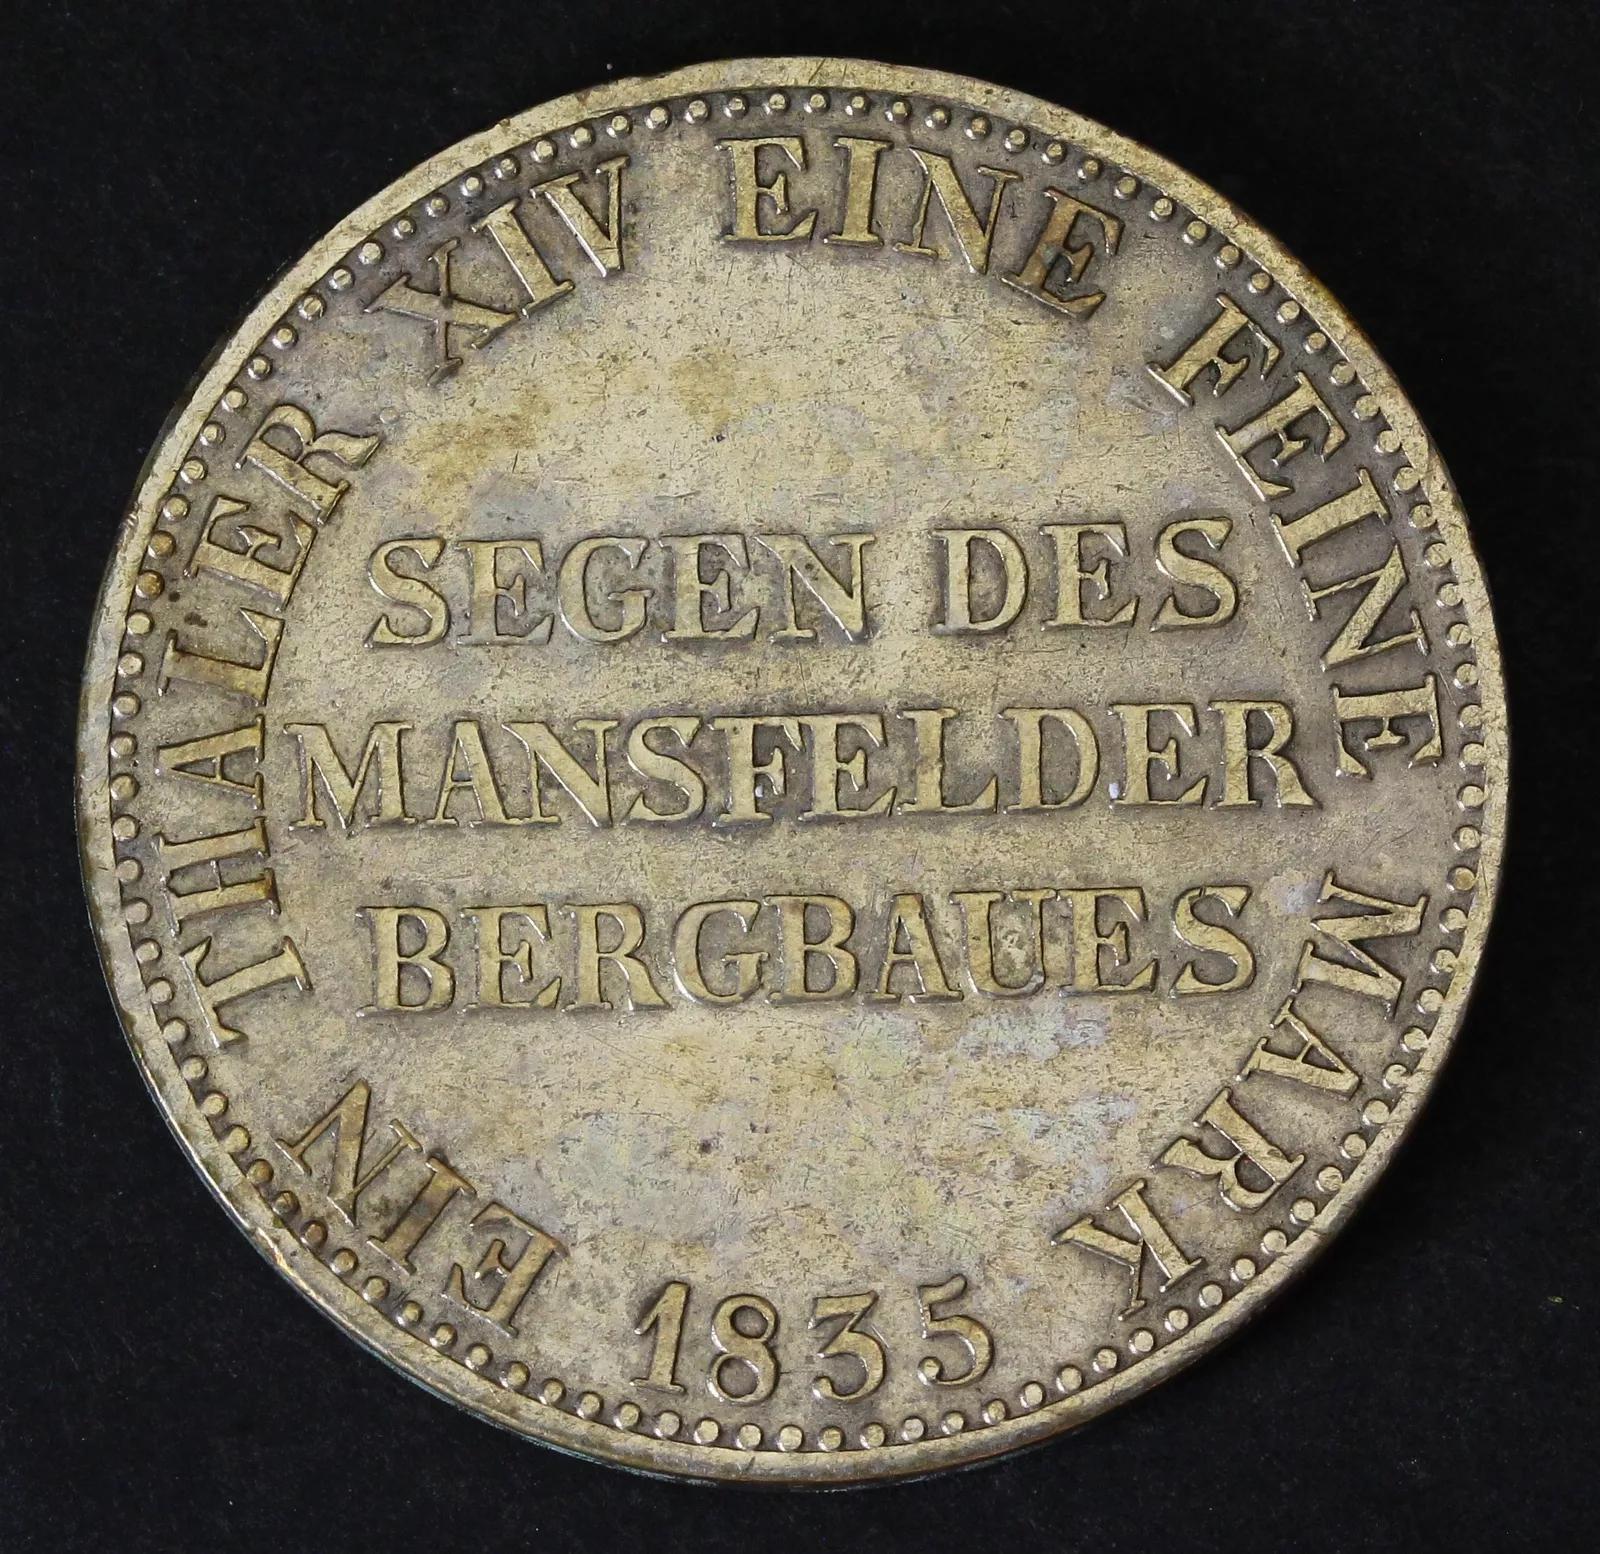 EIN THALER XIV EINE FEINE MARK
SEGEN DES
MANSFELDER
BERGBAUES
1835